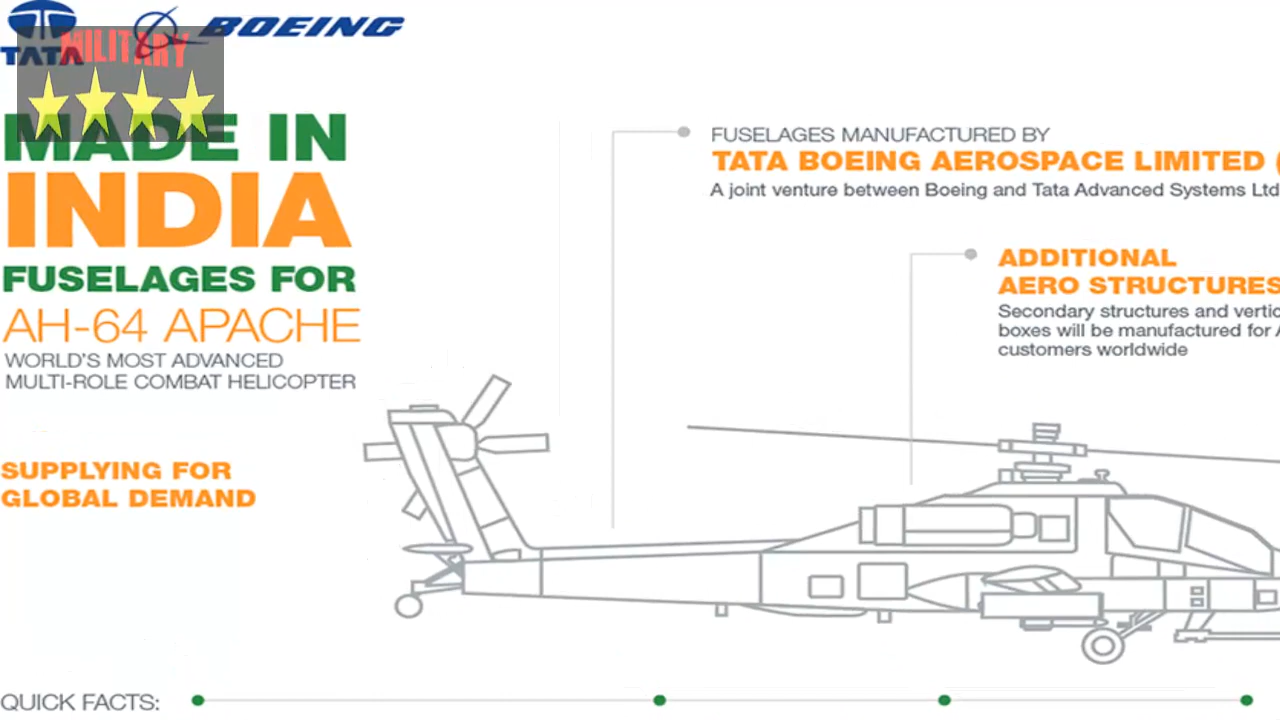 TATA
BOEING
MILITARY
MADE IN
INDIA
FUSELAGES FOR
AH-64 APACHE
WORLD'S MOST ADVANCED
MULTI-ROLE COMBAT HELICOPTER
SUPPLYING FOR
GLOBAL DEMAND
FUSELAGES MANUFACTURED BY
TATA BOEING AEROSPACE LIMITED (
A joint venture between Boeing and Tata Advanced Systems Ltd
ADDITIONAL
AERO STRUCTURES
Secondary structures and
boxes will be manufactured for
customers worldwide
QUICK FACTS: